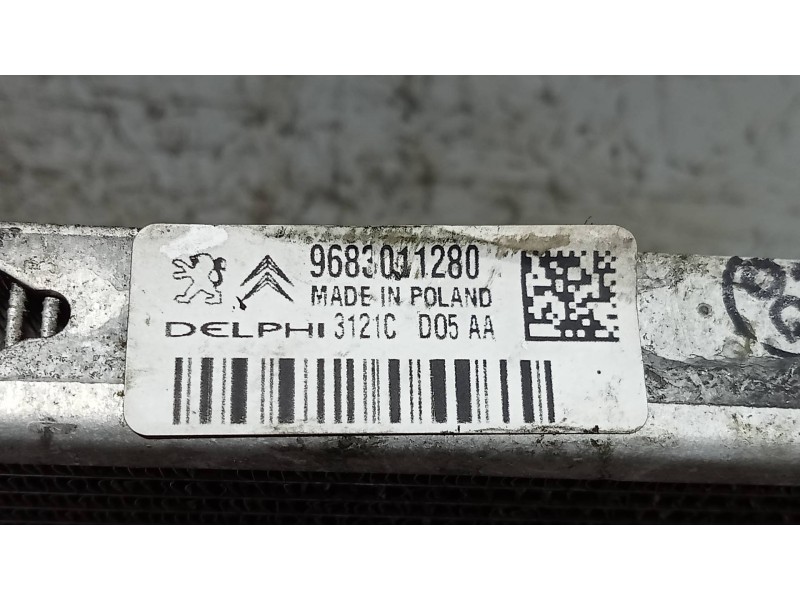 9683011280
MADE IN POLAND
DELPHI 3121C D05 AA